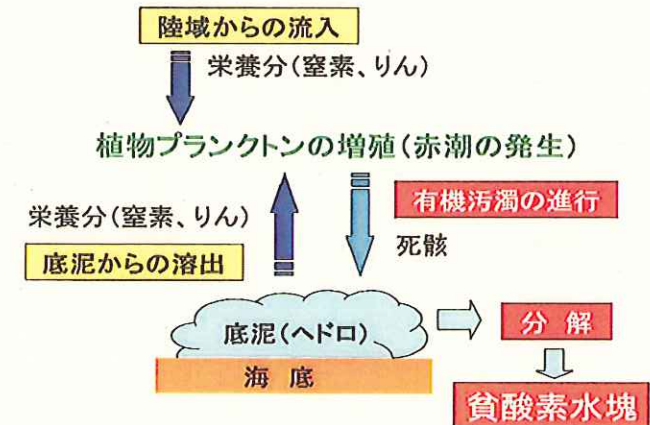 陸域からの流入
栄養分(窒素、りん)
植物プランクトンの増殖(赤潮の発生)
栄養分(窒素、りん)
底泥からの溶出
有機汚濁の進行
死骸
底泥(ヘドロ)
分 解
海 底
貧酸素水塊